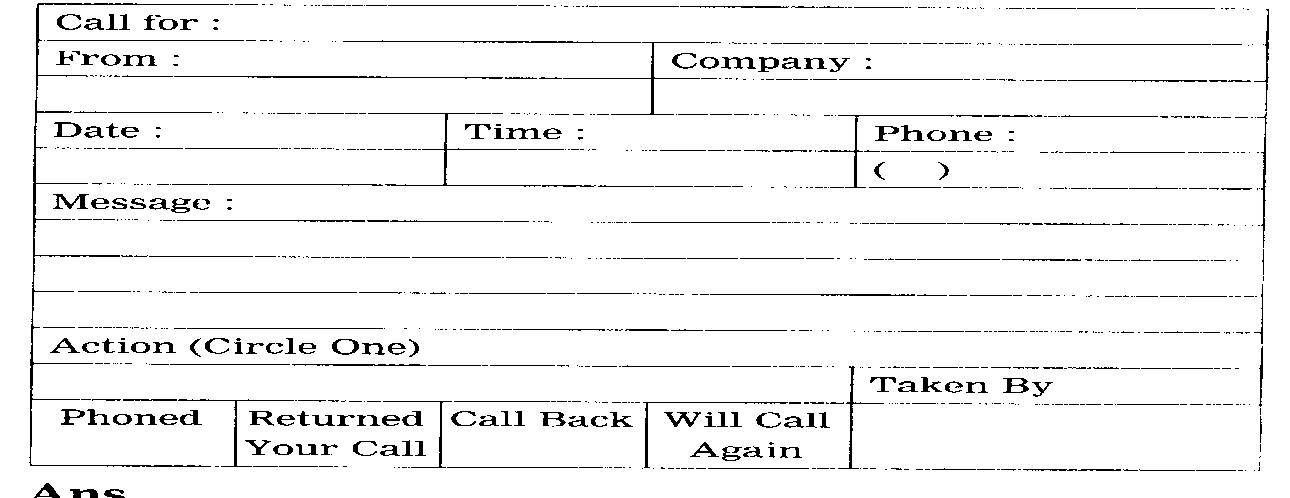 Call for :
From : Company :
Date : Time : Phone :
( )
Message :
Action (Circle One)
Taken By
Phoned Returned Call Back Will Call
Your Call Again
Ans